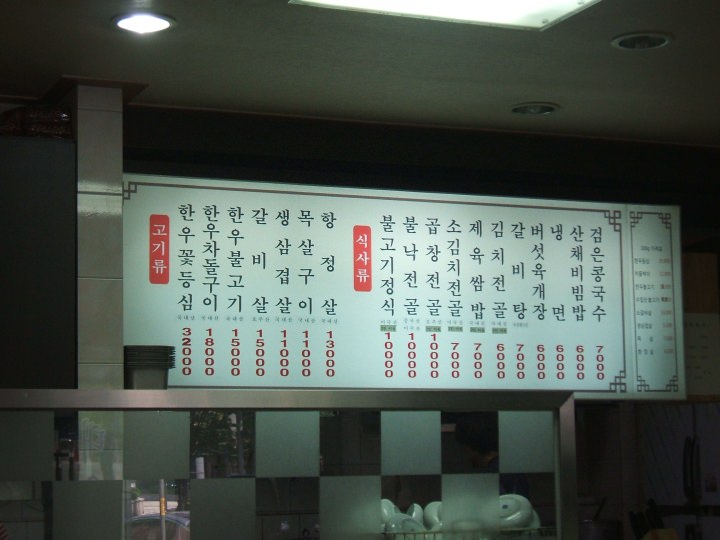 고기류
한우꽃등심
32000
한우차돌구이
18000
한우불고기
15000
갈비살
15000
생삼겹살
11000
목살구이
11000
항정살
13000
식사류
불고기정식
10000
불낙전골
10000
곱창전골
10000
소김치전골
7000
제육쌈밥
7000
김치전골
6000
갈비탕
7000
버섯육개장
6000
냉면
6000
산채비빔밥
6000
검은콩국수
7000